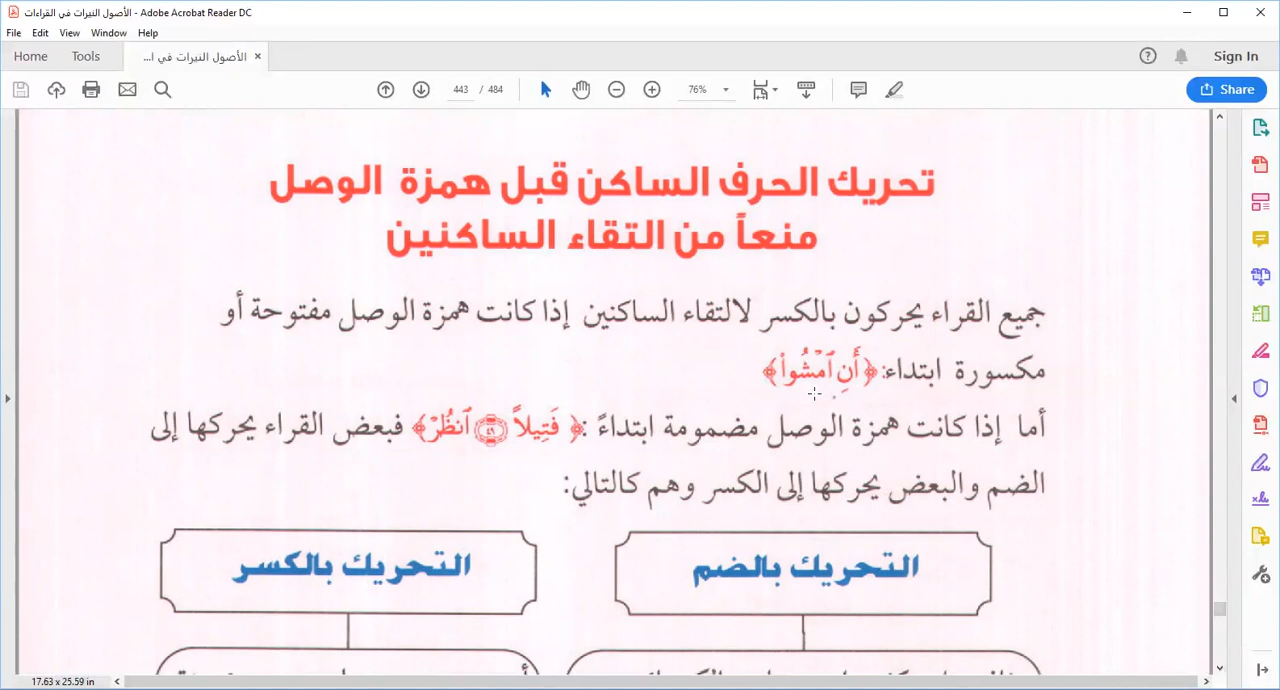 الأصول النيرات في القراءات - Adobe Acrobat Reader DC
File Edit View Window Help
Home Tools الأصول النيرات في ا... × Sign In
443 / 484 76% Share
تحريك الحرف الساكن قبل همزة الوصل
منعاً من التقاء الساكنين
جميع القراء يحركون بالكسر لالتقاء الساكنين إذا كانت همزة الوصل مفتوحة أو
مكسورة ابتداء: ﴿أَنِ ٱمۡشُوا۟﴾
أما إذا كانت همزة الوصل مضمومة ابتداءً: ﴿فَتِيلاً ٤٩ ٱنظُرۡ﴾ فبعض القراء يحركها إلى
الضم والبعض يحركها إلى الكسر وهم كالتالي:
التحريك بالضم
التحريك بالكسر
17.63 x 25.59 in